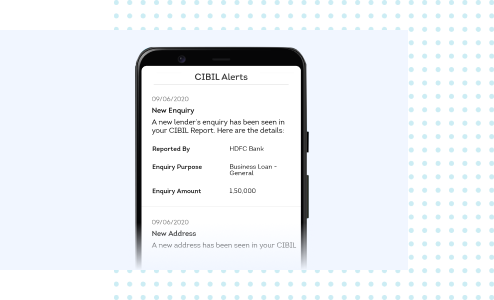 CIBIL Alerts
09/06/2020
New Enquiry
A new lender's enquiry has been seen in
your CIBIL Report. Here are the details:
Reported By HDFC Bank
Enquiry Purpose Business Loan –
General
Enquiry Amount 1,50,000
09/06/2020
New Address
A new address has been seen in your CIBIL